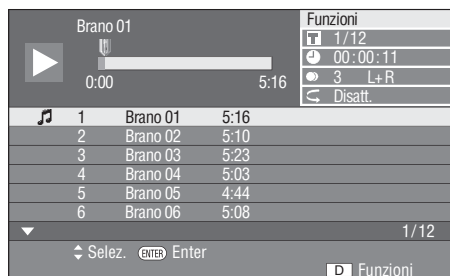 Brano 01
0:00 5:16
Funzioni
T 1/12
00:00:11
3 L+R
Disatt.
1 Brano 01 5:16
2 Brano 02 5:10
3 Brano 03 5:23
4 Brano 04 5:03
5 Brano 05 4:44
6 Brano 06 5:08
1/12
Selez. ENTER Enter
D Funzioni